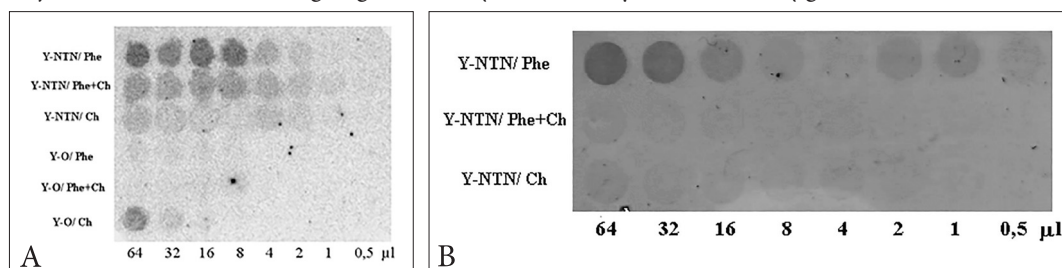 Y-NTN/ Phe
Y-NTN/ Phe+Ch
Y-NTN/ Ch
Y-O/ Phe
Y-O/ Phe+Ch
Y-O/ Ch
A 64 32 16 8 4 2 1 0,5 µl
Y-NTN/ Phe
Y-NTN/ Phe+Ch
Y-NTN/ Ch
B 64 32 16 8 4 2 1 0,5 µl